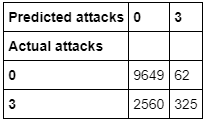 Predicted attacks 0 3
Actual attacks
0 9649 62
3 2560 325